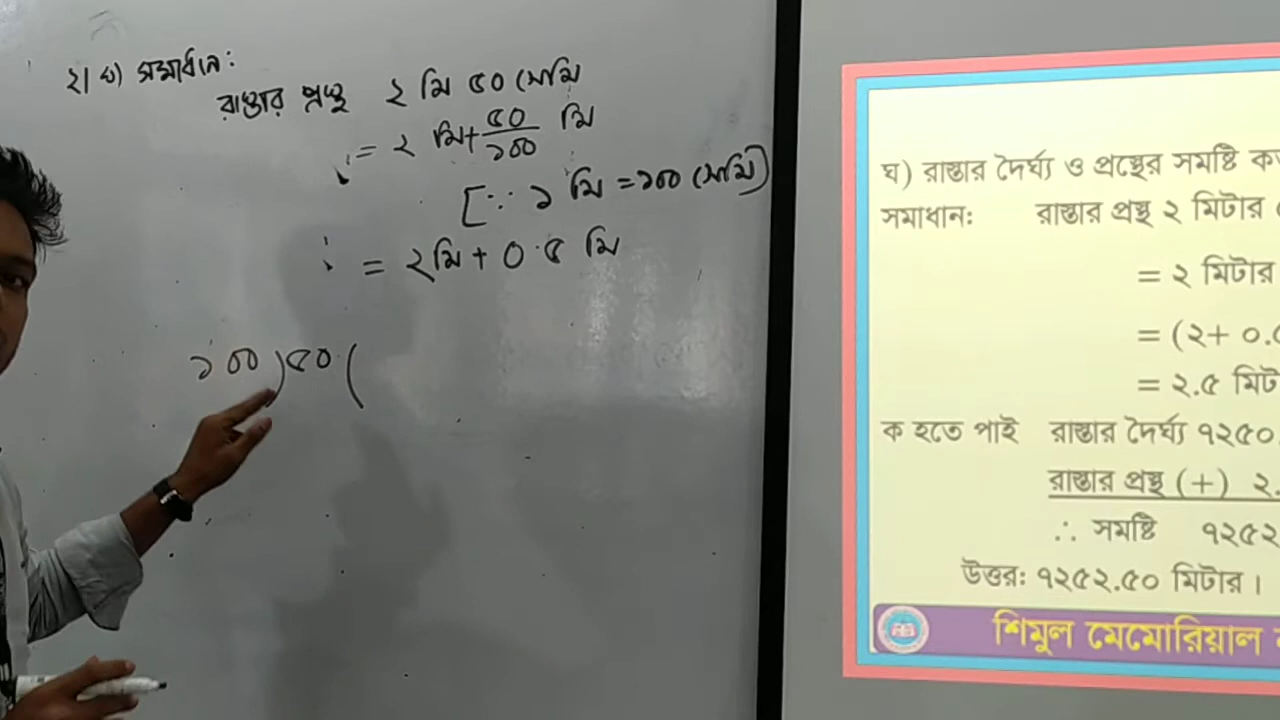 ২। ঘ) সমাধান:
রাস্তার প্রস্থ ২ মি ৫০ সেমি
= ২ মি + ৫০/১০০ মি
[∵ ১ মি = ১০০ সেমি]
= ২ মি + ০.৫ মি
১০০)৫০(
ঘ) রাস্তার দৈর্ঘ্য ও প্রস্থের সমষ্টি
সমাধান: রাস্তার প্রস্থ ২ মিটার
= ২ মিটার
= (২+ ০.৫
= ২.৫ মিট
ক হতে পাই রাস্তার দৈর্ঘ্য ৭২৫০.
রাস্তার প্রস্থ (+) ২.
∴ সমষ্টি ৭২৫২
উত্তর: ৭২৫২.৫০ মিটার।
শিমুল মেমোরিয়াল